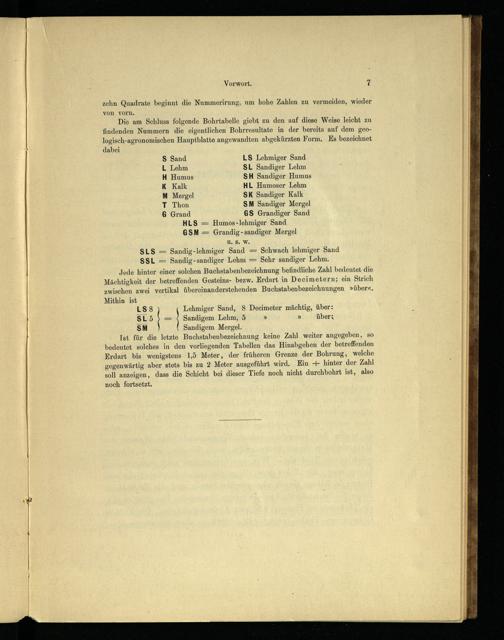 Vorwort. 7
zehn Quadrate beginnt die Nummerirung, um hohe Zahlen zu vermeiden, wieder
von vorn.
Die am Schluss folgende Bohrtabelle giebt zu den auf diese Weise leicht zu
findenden Nummern die eigentlichen Bohrresultate in der bereits auf dem geo-
logisch-agronomischen Hauptblatte angewandten abgekürzten Form. Es bezeichnet
dabei
S Sand LS Lehmiger Sand
L Lehm SL Sandiger Lehm
H Humus SH Sandiger Humus
K Kalk HL Humoser Lehm
M Mergel SK Sandiger Kalk
T Thon SM Sandiger Mergel
G Grand GS Grandiger Sand
HLS = Humos-lehmiger Sand
GSM = Grandig-sandiger Mergel
u. s. w.
SLS = Sandig-lehmiger Sand = Schwach lehmiger Sand
SSL = Sandig-sandiger Lehm = Sehr sandiger Lehm.
Jede hinter einer solchen Buchstabenbezeichnung befindliche Zahl bedeutet die
Mächtigkeit der betreffenden Gesteins- bezw. Erdart in Decimetern; ein Strich
zwischen zwei vertikal übereinanderstehenden Buchstabenbezeichnungen »über«.
Mithin ist
LS 8 } { Lehmiger Sand, 8 Decimeter mächtig, über:
SL 5 } = { Sandigem Lehm, 5 » » über;
SM } { Sandigem Mergel.
Ist für die letzte Buchstabenbezeichnung keine Zahl weiter angegeben, so
bedeutet solches in den vorliegenden Tabellen das Hinabgehen der betreffenden
Erdart bis wenigstens 1,5 Meter, der früheren Grenze der Bohrung, welche
gegenwärtig aber stets bis zu 2 Meter ausgeführt wird. Ein + hinter der Zahl
soll anzeigen, dass die Schicht bei dieser Tiefe noch nicht durchbohrt ist, also
noch fortsetzt.